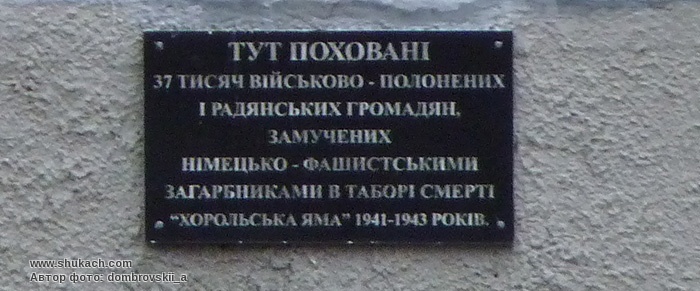 ТУТ ПОХОВАНІ
37 ТИСЯЧ ВІЙСЬКОВО - ПОЛОНЕНИХ
І РАДЯНСЬКИХ ГРОМАДЯН,
ЗАМУЧЕНИХ
НІМЕЦЬКО - ФАШИСТСЬКИМИ
ЗАГАРБНИКАМИ В ТАБОРІ СМЕРТІ
“ХОРОЛЬСЬКА ЯМА” 1941-1943 РОКІВ.
www.shukach.com
Автор фото: dombrovskii_a